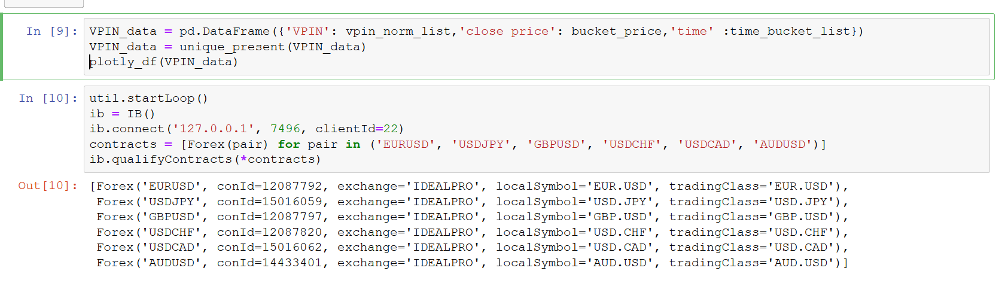 In [9]: VPIN_data = pd.DataFrame({'VPIN': vpin_norm_list,'close price': bucket_price,'time' :time_bucket_list})
VPIN_data = unique_present(VPIN_data)
plotly_df(VPIN_data)
In [10]: util.startLoop()
ib = IB()
ib.connect('127.0.0.1', 7496, clientId=22)
contracts = [Forex(pair) for pair in ('EURUSD', 'USDJPY', 'GBPUSD', 'USDCHF', 'USDCAD', 'AUDUSD')]
ib.qualifyContracts(*contracts)
Out[10]: [Forex('EURUSD', conId=12087792, exchange='IDEALPRO', localSymbol='EUR.USD', tradingClass='EUR.USD'),
Forex('USDJPY', conId=15016059, exchange='IDEALPRO', localSymbol='USD.JPY', tradingClass='USD.JPY'),
Forex('GBPUSD', conId=12087797, exchange='IDEALPRO', localSymbol='GBP.USD', tradingClass='GBP.USD'),
Forex('USDCHF', conId=12087820, exchange='IDEALPRO', localSymbol='USD.CHF', tradingClass='USD.CHF'),
Forex('USDCAD', conId=15016062, exchange='IDEALPRO', localSymbol='USD.CAD', tradingClass='USD.CAD'),
Forex('AUDUSD', conId=14433401, exchange='IDEALPRO', localSymbol='AUD.USD', tradingClass='AUD.USD')]